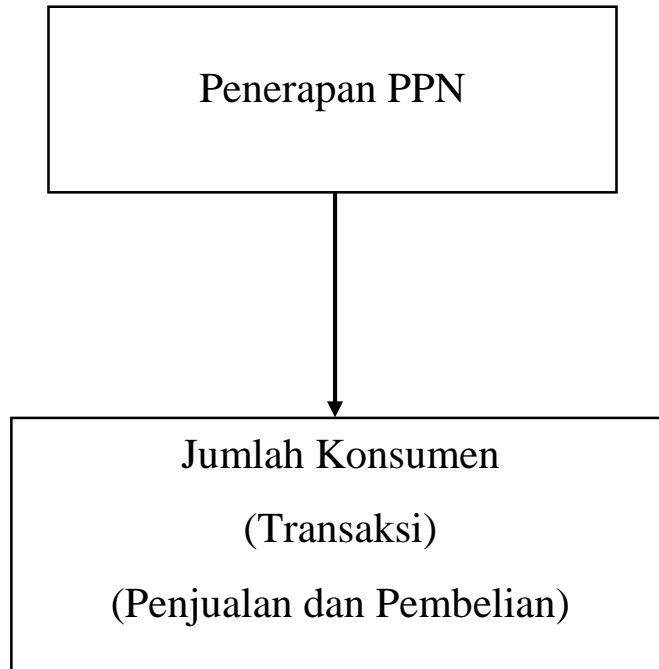 Penerapan PPN
Jumlah Konsumen
(Transaksi)
(Penjualan dan Pembelian)